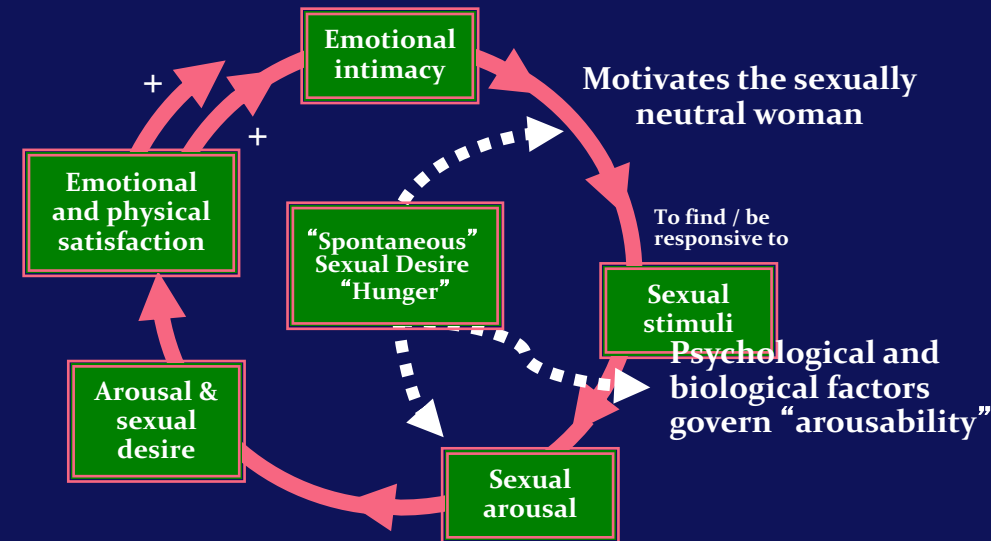 Emotional
intimacy
Motivates the sexually
neutral woman
+
+
Emotional
and physical
satisfaction
“Spontaneous”
Sexual Desire
“Hunger”
To find / be
responsive to
Sexual
stimuli
Psychological and
biological factors
govern “arousability”
Arousal &
sexual
desire
Sexual
arousal